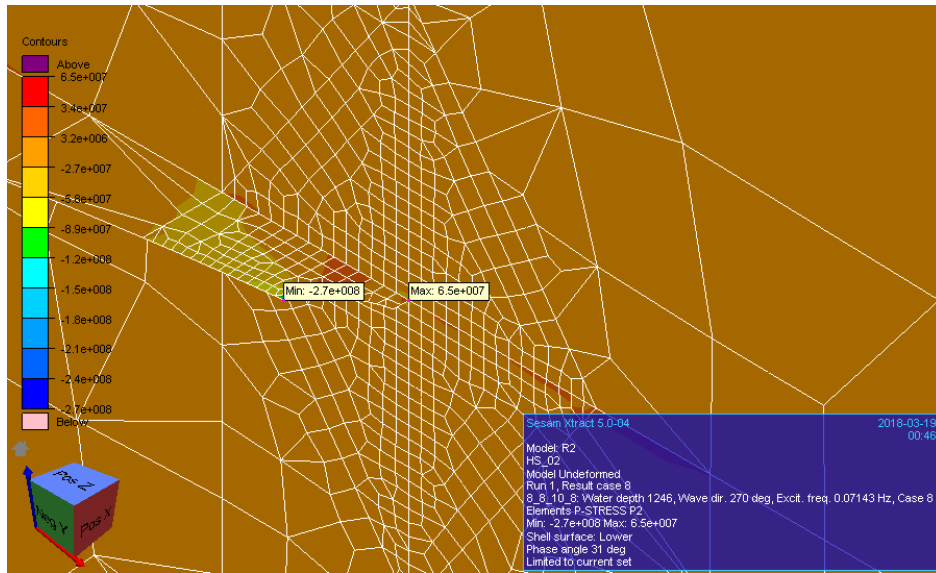 Contours
Above
6.5e+007
3.4e+007
3.2e+006
-2.7e+007
-5.8e+007
-8.9e+007
-1.2e+008
-1.5e+008
-1.8e+008
-2.1e+008
-2.4e+008
-2.7e+008
Below
Min: -2.7e+008
Max: 6.5e+007
Pos Z
Neg Y
Pos X
Sesam Xtract 5.0-04
2018-03-19
00:46
Model: R2
HS_02
Model Undeformed
Run 1, Result case 8
8_8_10_8: Water depth 1246, Wave dir. 270 deg, Excit. freq. 0.07143 Hz, Case 8
Elements P-STRESS P2
Min: -2.7e+008 Max: 6.5e+007
Shell surface: Lower
Phase angle 31 deg
Limited to current set